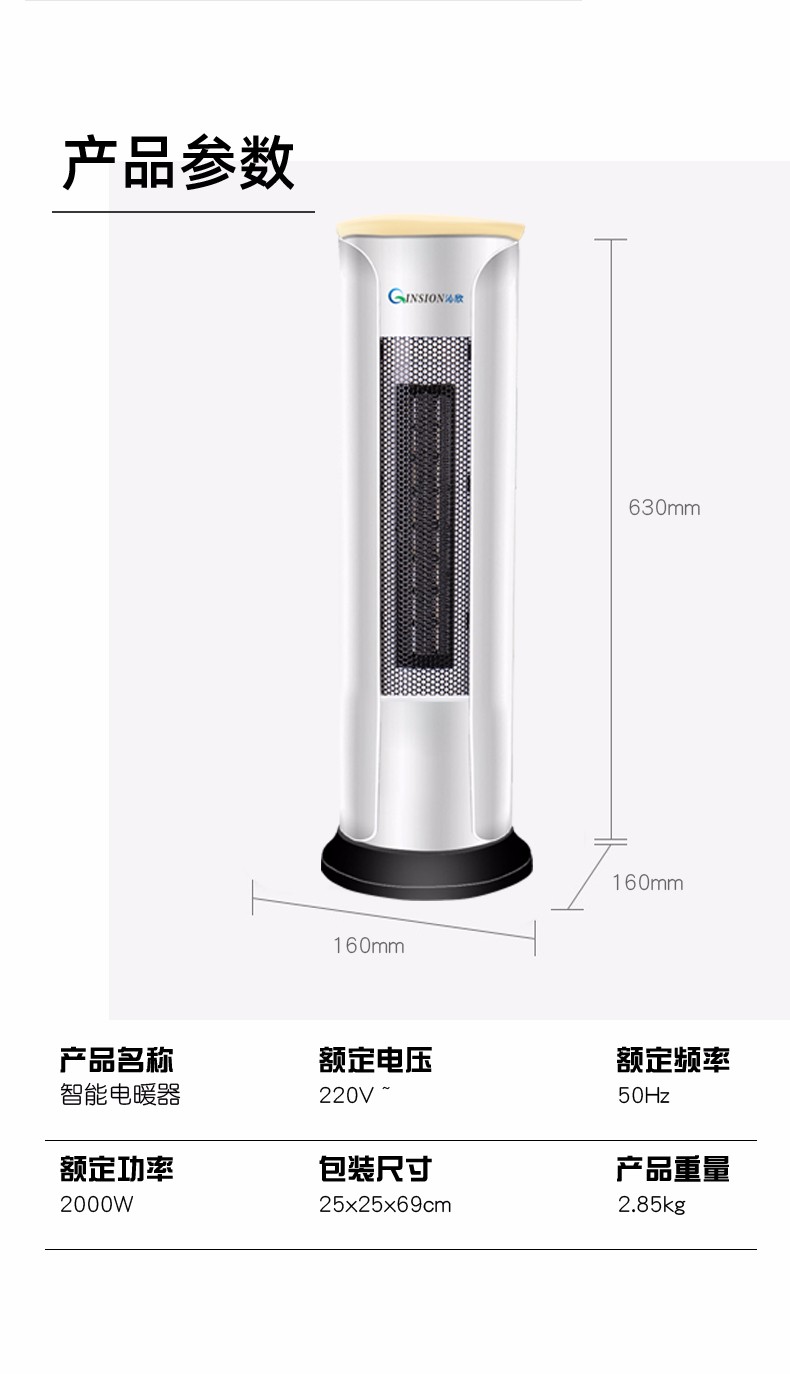 产品参数
QINSION沁欣
630mm
160mm
160mm
产品名称 额定电压 额定频率
智能电暖器 220V ~ 50Hz
额定功率 包装尺寸 产品重量
2000W 25x25x69cm 2.85kg